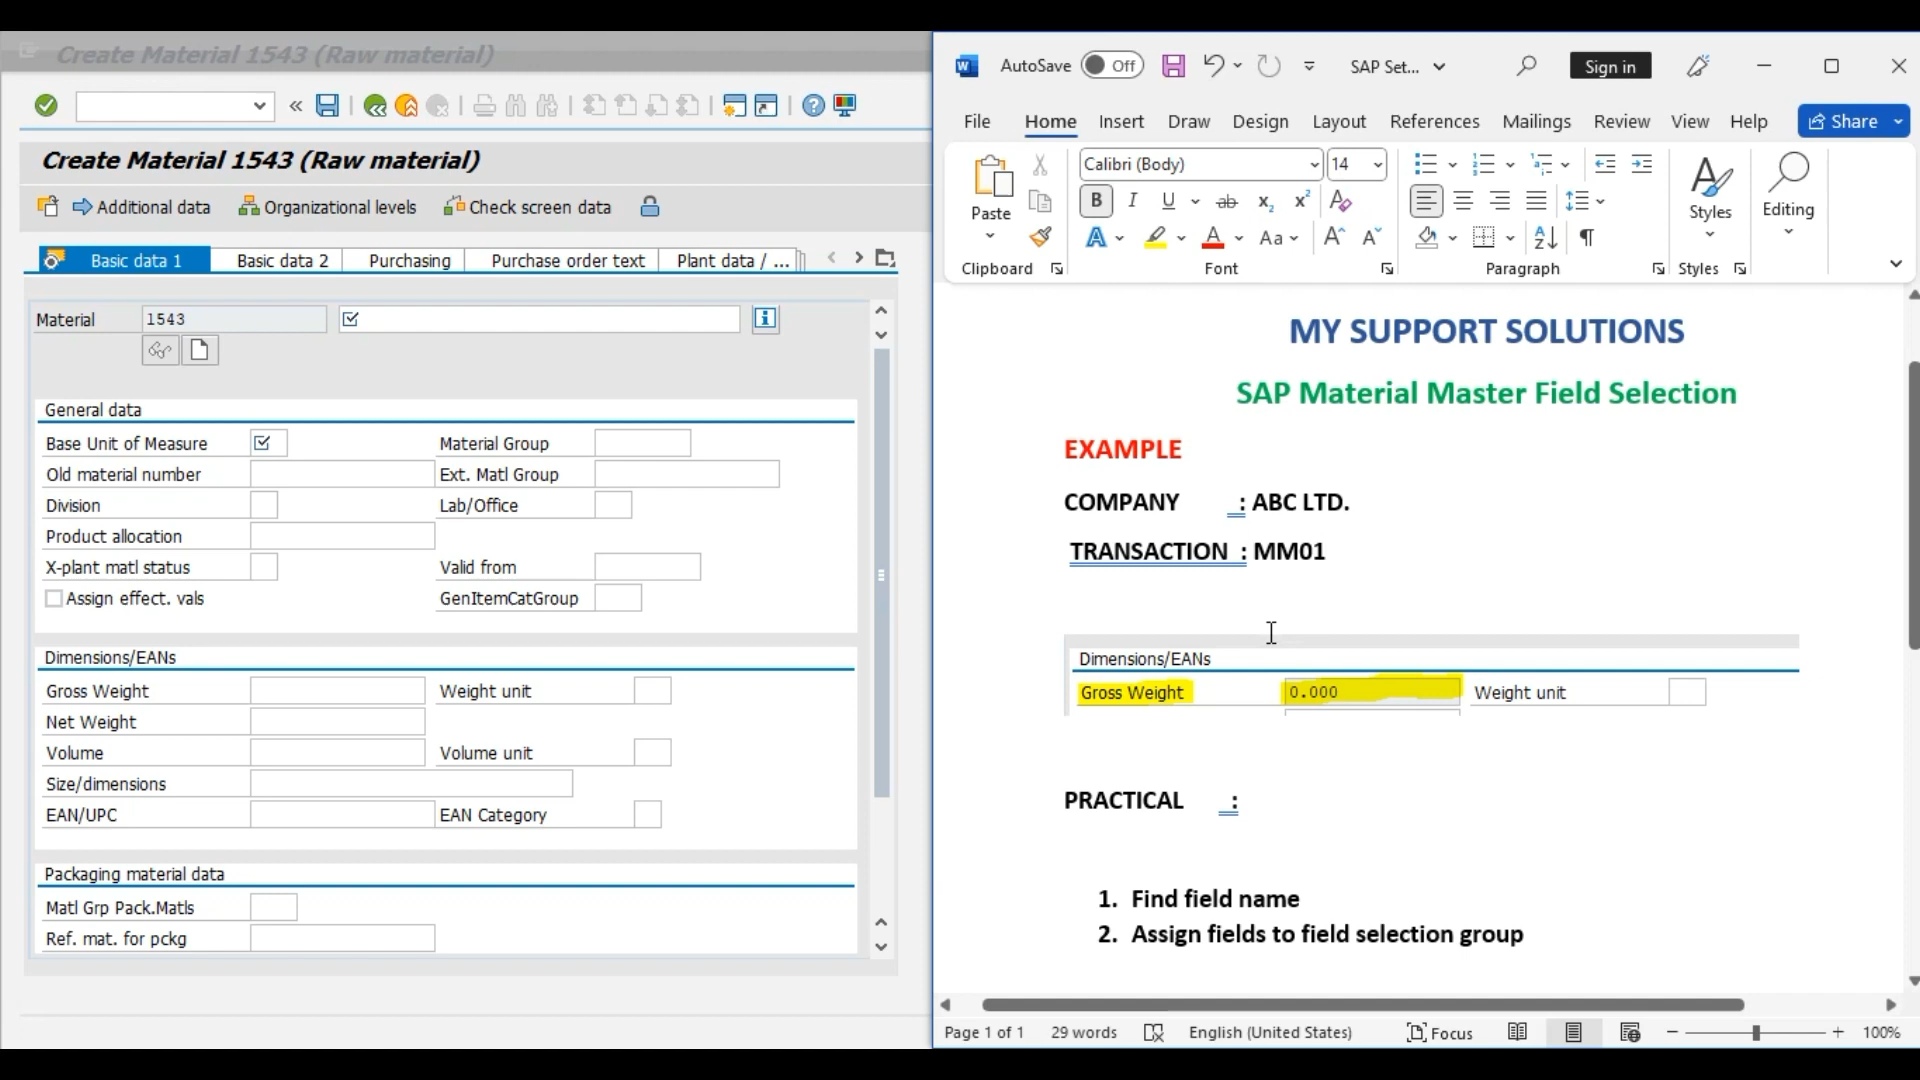 Create Material 1543 (Raw material)
Create Material 1543 (Raw material)
Additional data
Organizational levels
Check screen data
Basic data 1
Basic data 2
Purchasing
Purchase order text
Plant data / ...
Material
1543
General data
Base Unit of Measure
Material Group
Old material number
Ext. Matl Group
Division
Lab/Office
Product allocation
X-plant matl status
Valid from
Assign effect. vals
GenItemCatGroup
Dimensions/EANs
Gross Weight
Weight unit
Net Weight
Volume
Volume unit
Size/dimensions
EAN/UPC
EAN Category
Packaging material data
Matl Grp Pack.Matls
Ref. mat. for pckg
AutoSave
Off
SAP Set...
Sign in
File
Home
Insert
Draw
Design
Layout
References
Mailings
Review
View
Help
Share
Paste
Clipboard
Calibri (Body)
14
Font
Paragraph
Styles
Styles
Editing
MY SUPPORT SOLUTIONS
SAP Material Master Field Selection
EXAMPLE
COMPANY : ABC LTD.
TRANSACTION : MM01
Dimensions/EANs
Gross Weight
0.000
Weight unit
PRACTICAL :
1. Find field name
2. Assign fields to field selection group
Page 1 of 1
29 words
English (United States)
Focus
100%